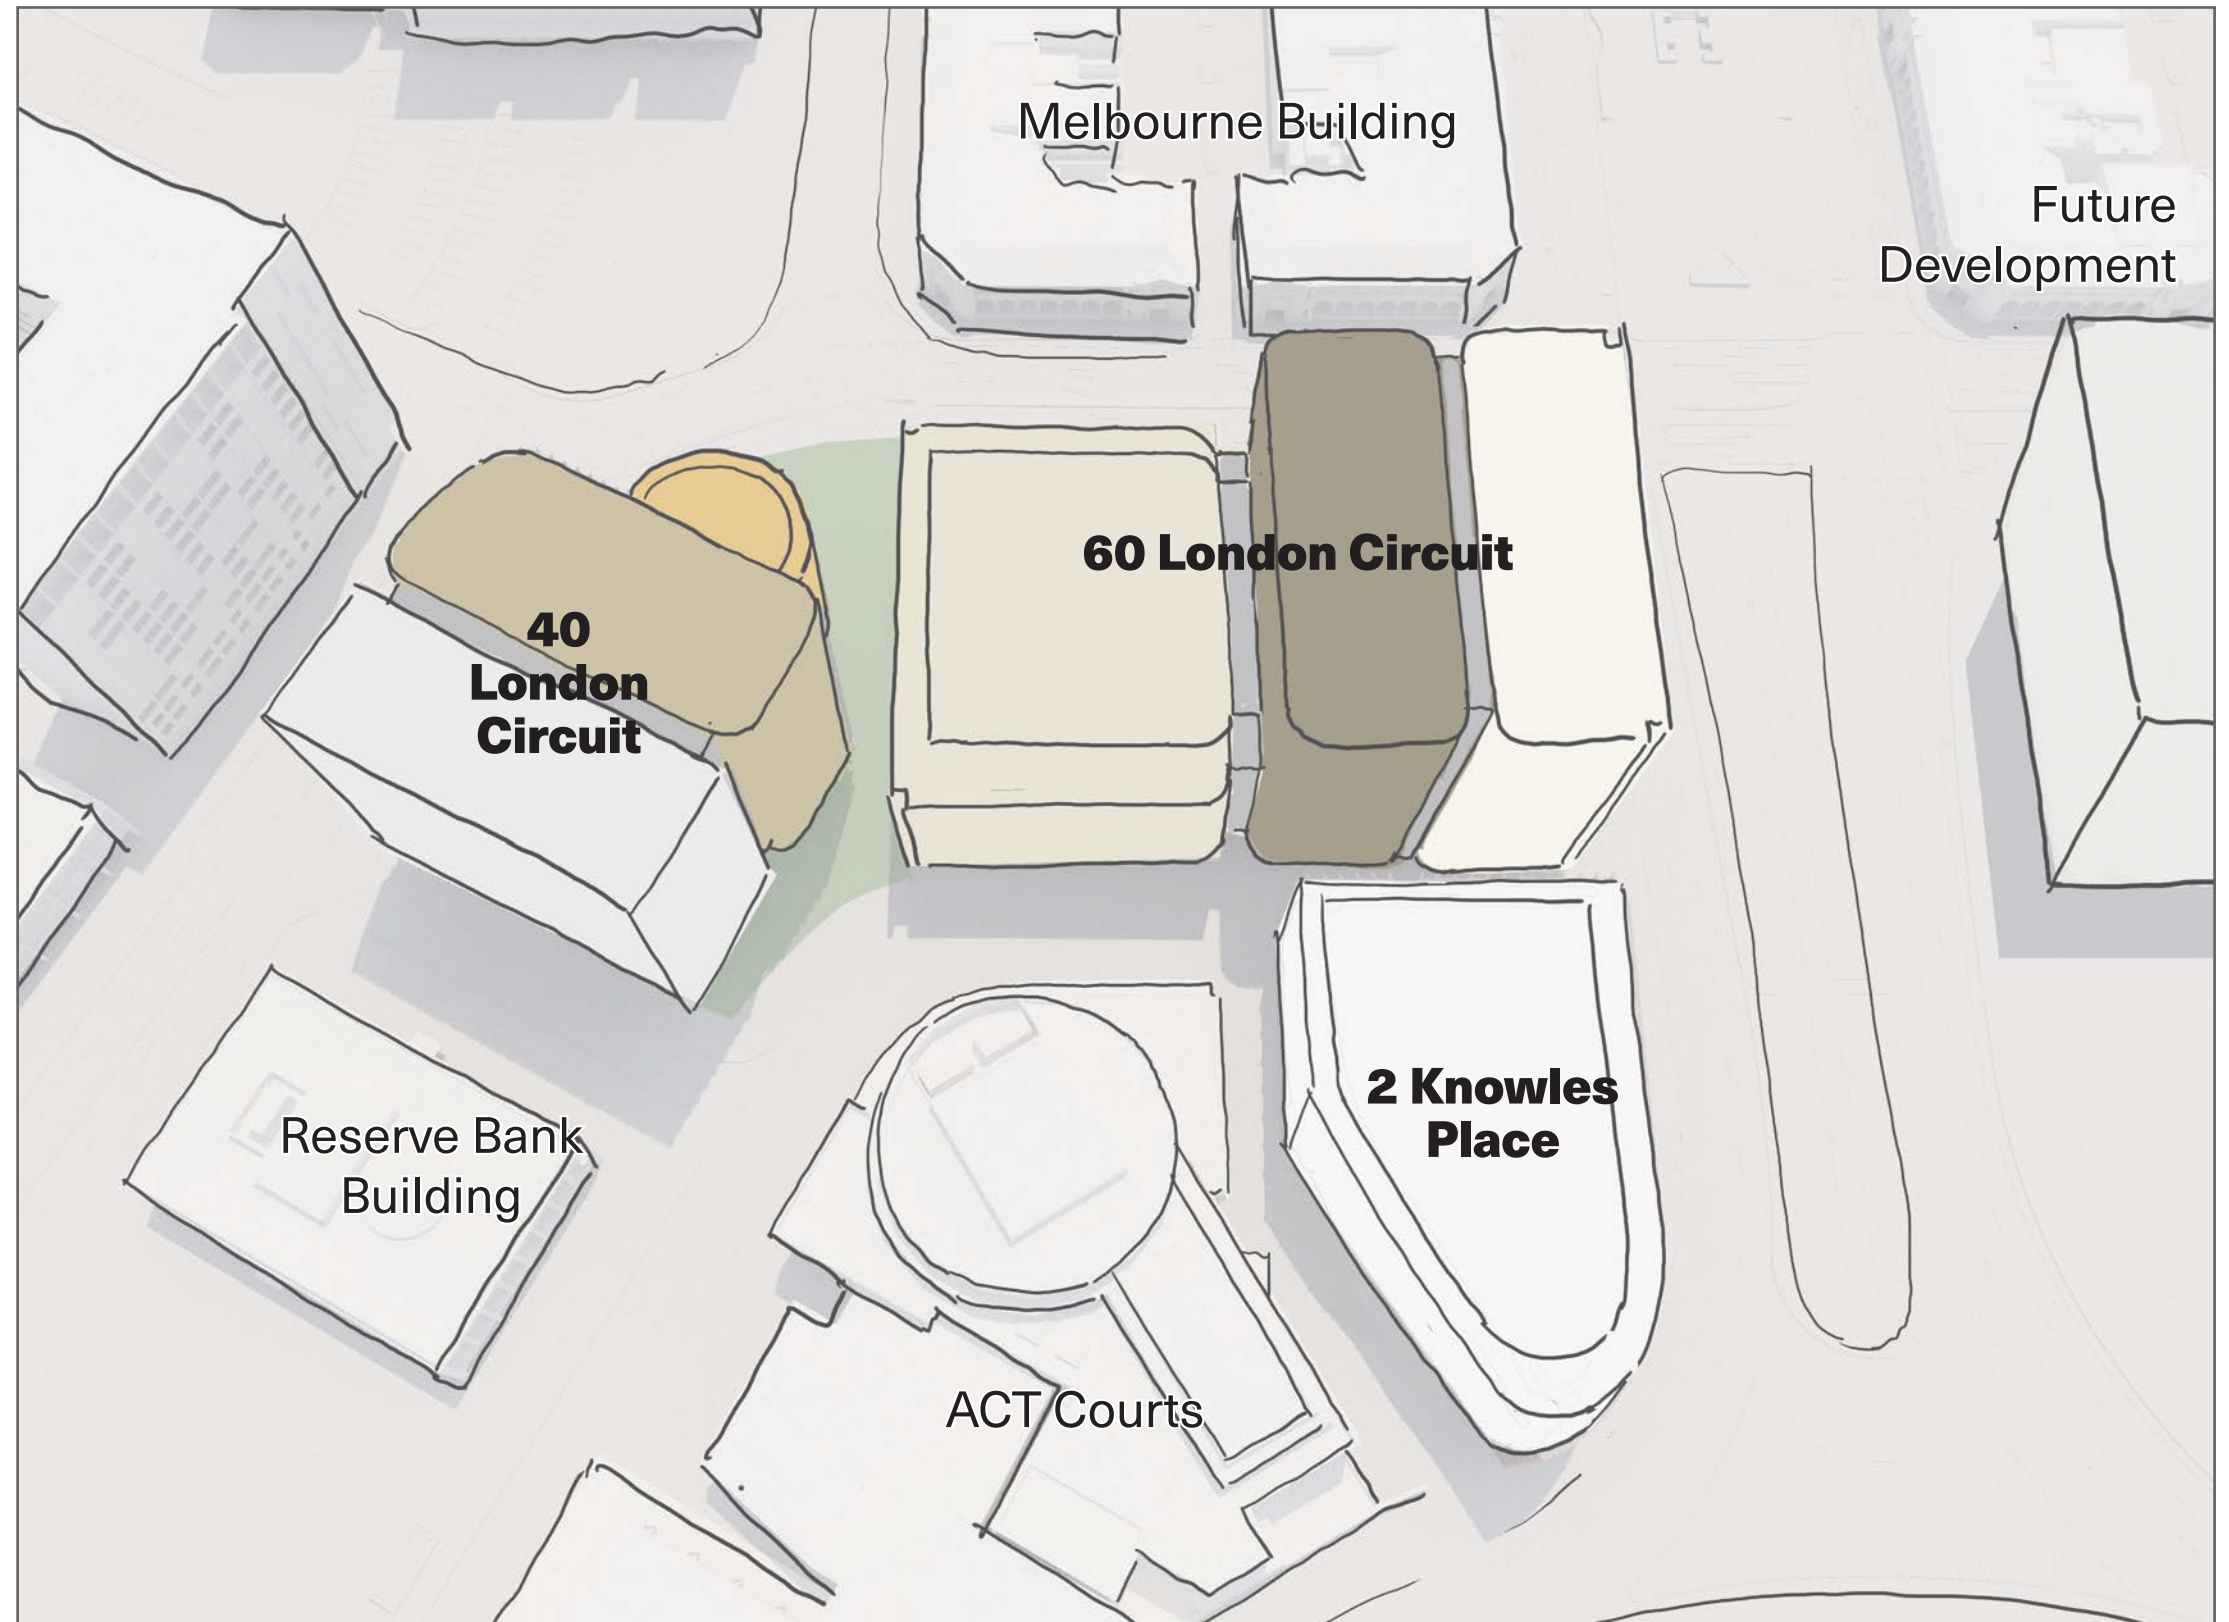 Melbourne Building
Future
Development
60 London Circuit
40
London
Circuit
2 Knowles
Place
Reserve Bank
Building
ACT Courts